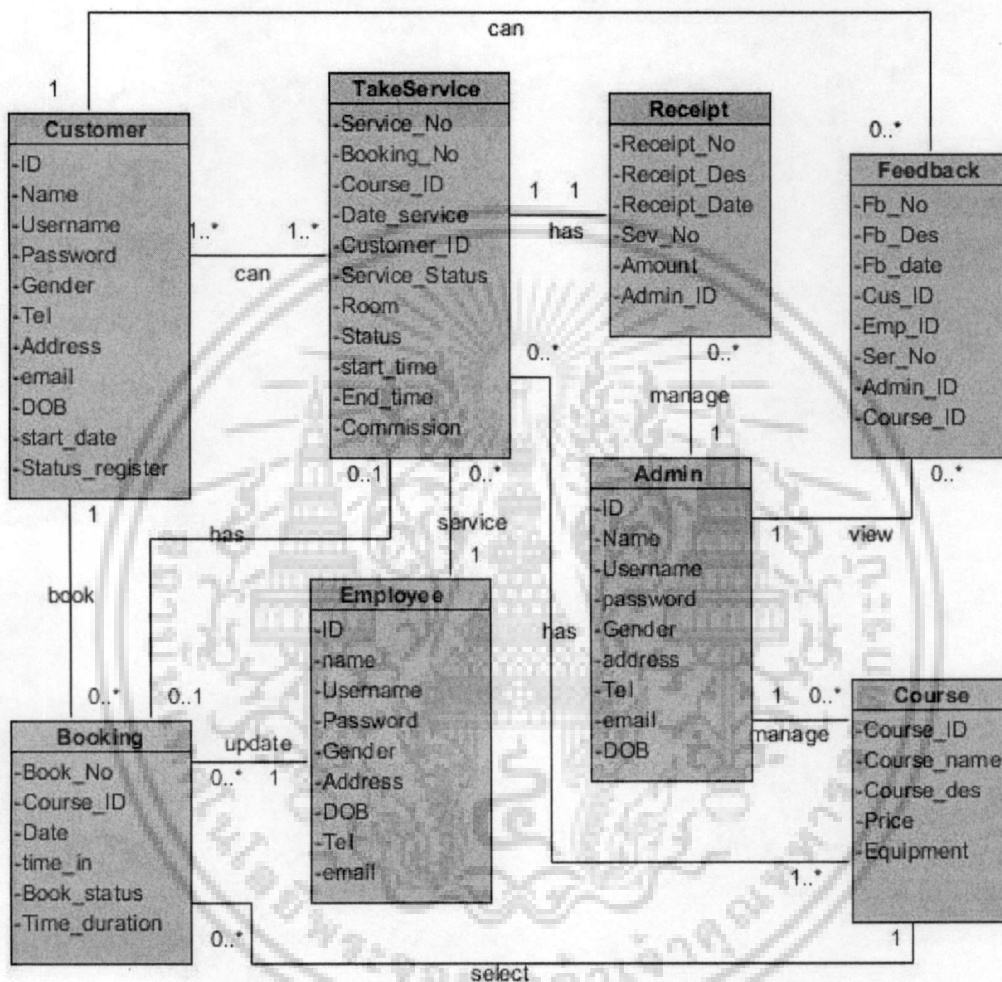 can
1
Customer
-ID
-Name
-Username
-Password
-Gender
-Tel
-Address
-email
-DOB
-start_date
-Status_register
1..*
1..*
can
TakeService
-Service_No
-Booking_No
-Course_ID
-Date_service
-Customer_ID
-Service_Status
-Room
-Status
-start_time
-End_time
-Commission
1 1
has
Receipt
-Receipt_No
-Receipt_Des
-Receipt_Date
-Sev_No
-Amount
-Admin_ID
0..*
Feedback
-Fb_No
-Fb_Des
-Fb_date
-Cus_ID
-Emp_ID
-Ser_No
-Admin_ID
-Course_ID
0..*
0..*
manage
1
0..1
0..*
0..*
1
has
service
1
book
Employee
-ID
-name
-Username
-Password
-Gender
-Address
-DOB
-Tel
-email
has
Admin
-ID
-Name
-Username
-password
-Gender
-address
-Tel
-email
-DOB
1
view
1 0..*
manage
Course
-Course_ID
-Course_name
-Course_des
-Price
-Equipment
0..*
0..1
Booking
-Book_No
-Course_ID
-Date
-time_in
-Book_status
-Time_duration
update
0..* 1
1..*
0..*
1
select